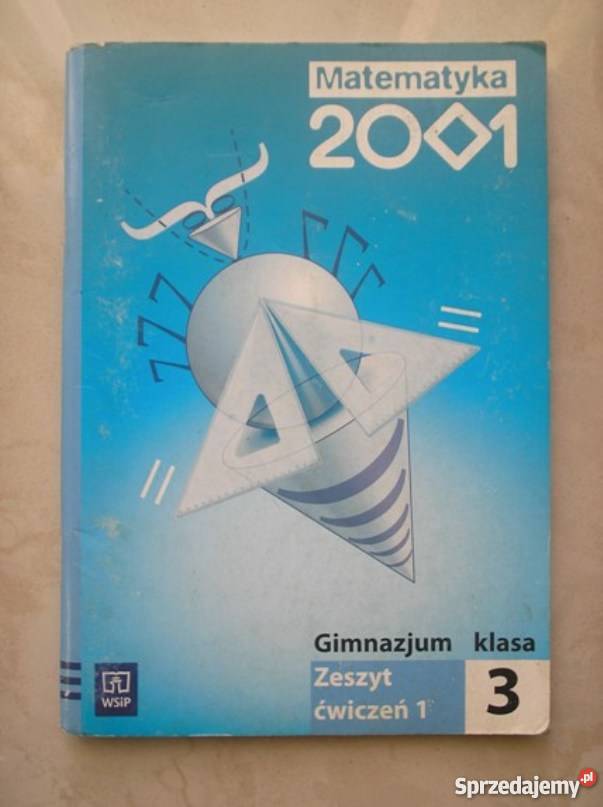 Matematyka
2001
Gimnazjum klasa
Zeszyt
ćwiczeń 1
3
WSiP
Sprzedajemy.pl